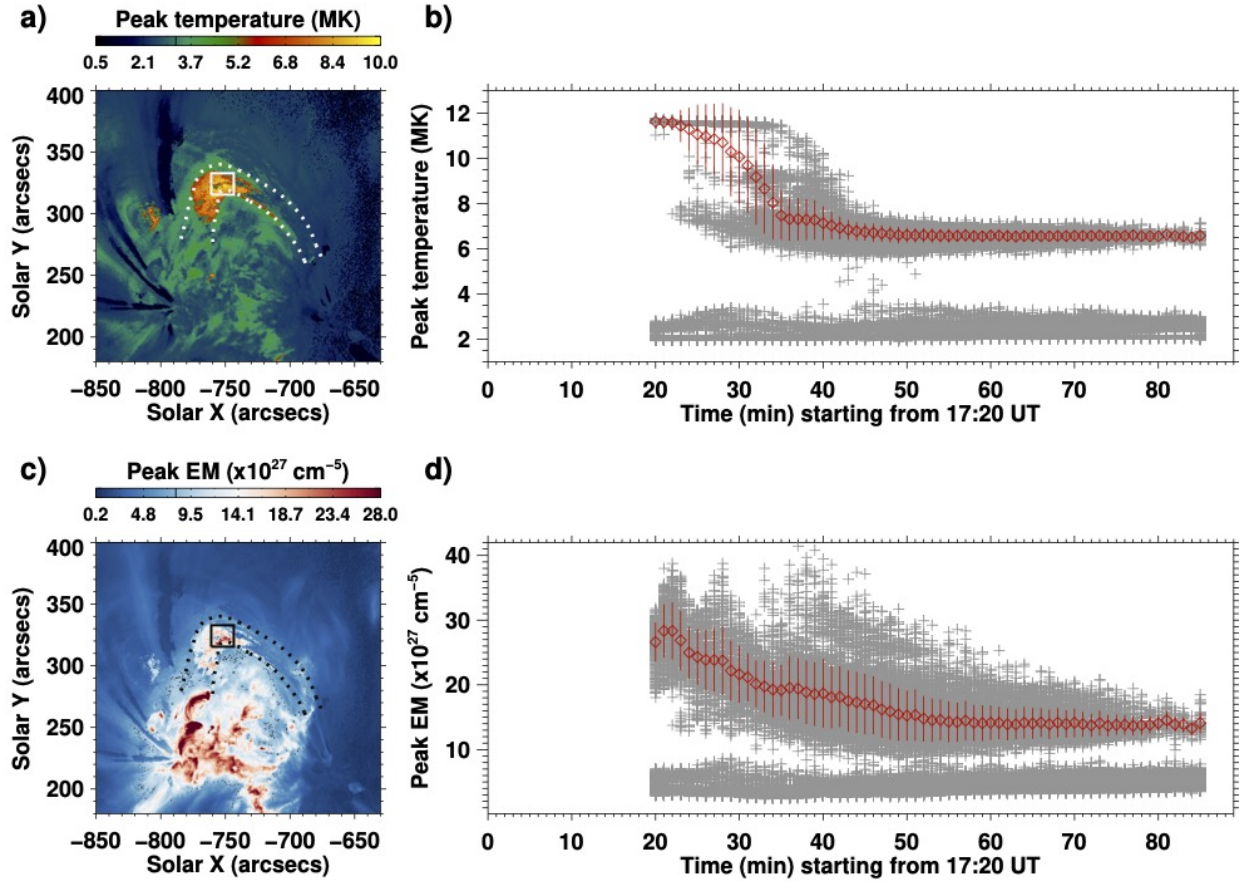 a)
Peak temperature (MK)
0.5 2.1 3.7 5.2 6.8 8.4 10.0
400
350
300
250
200
Solar Y (arcsecs)
−850 −800 −750 −700 −650
Solar X (arcsecs)
b)
12
10
8
6
4
2
Peak temperature (MK)
0 10 20 30 40 50 60 70 80
Time (min) starting from 17:20 UT
c)
Peak EM (x10²⁷ cm⁻⁵)
0.2 4.8 9.5 14.1 18.7 23.4 28.0
400
350
300
250
200
Solar Y (arcsecs)
−850 −800 −750 −700 −650
Solar X (arcsecs)
d)
40
30
20
10
Peak EM (x10²⁷ cm⁻⁵)
0 10 20 30 40 50 60 70 80
Time (min) starting from 17:20 UT